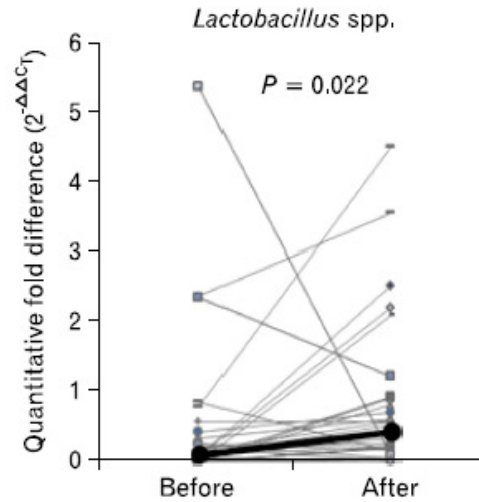 Lactobacillus spp.
P = 0.022
Quantitative fold difference (2^-ΔΔCT)
6
5
4
3
2
1
0
Before After